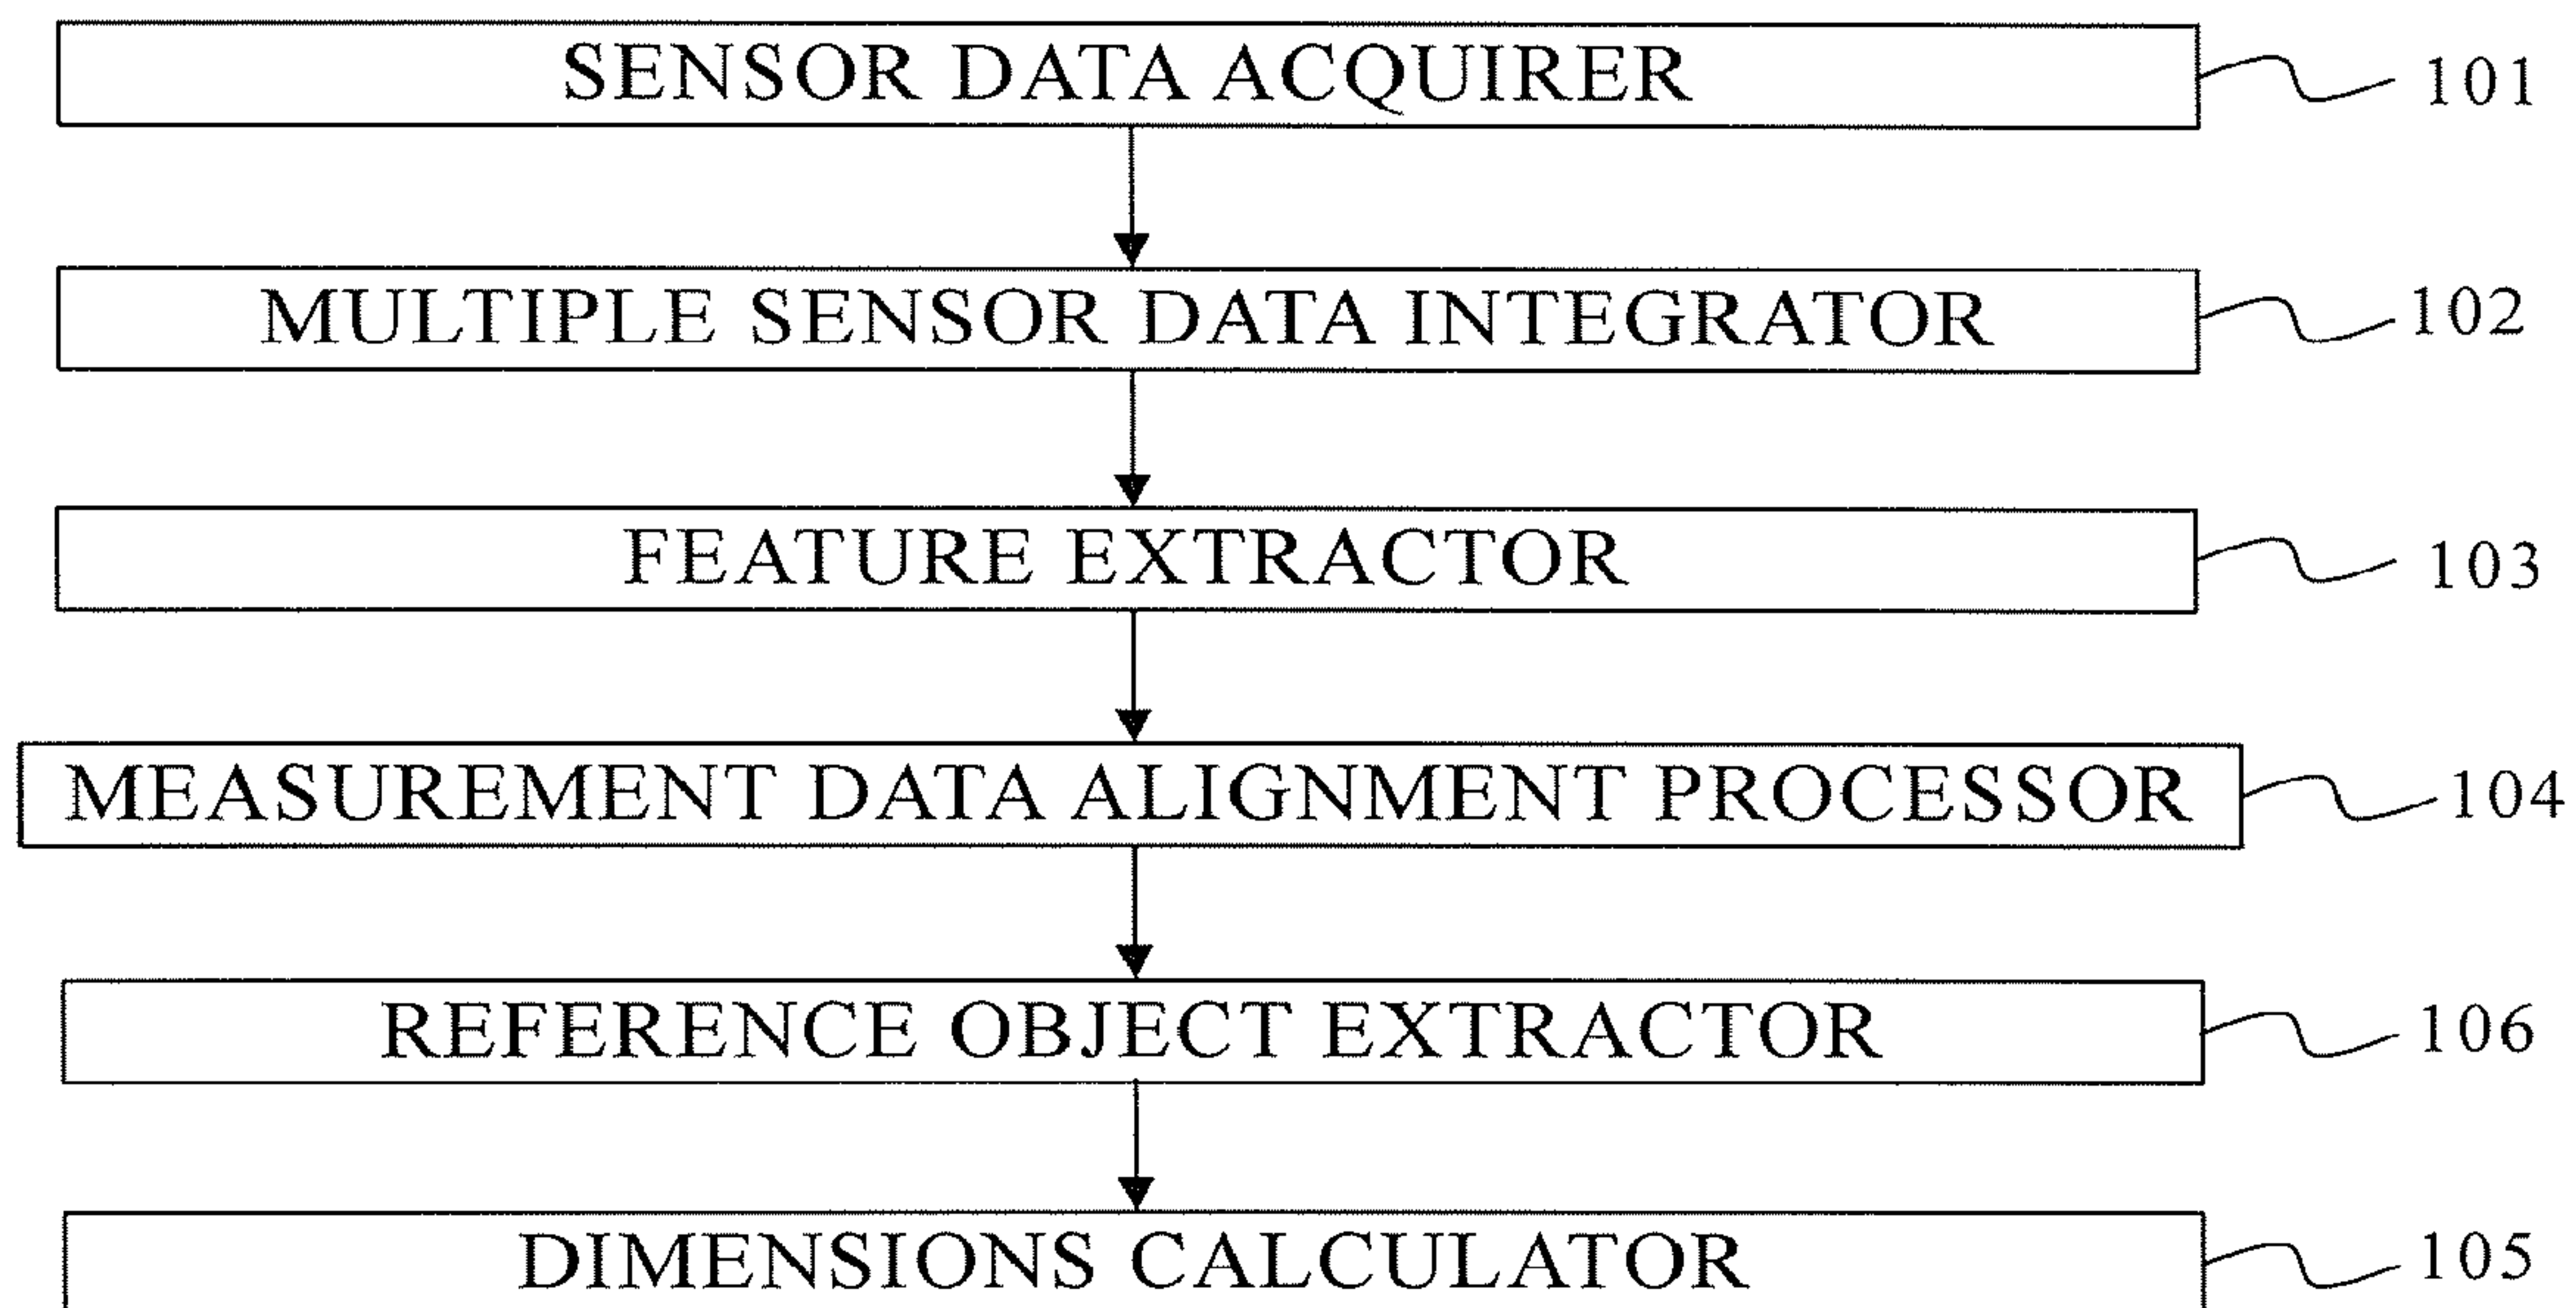 SENSOR DATA ACQUIRER 101
MULTIPLE SENSOR DATA INTEGRATOR 102
FEATURE EXTRACTOR 103
MEASUREMENT DATA ALIGNMENT PROCESSOR 104
REFERENCE OBJECT EXTRACTOR 106
DIMENSIONS CALCULATOR 105